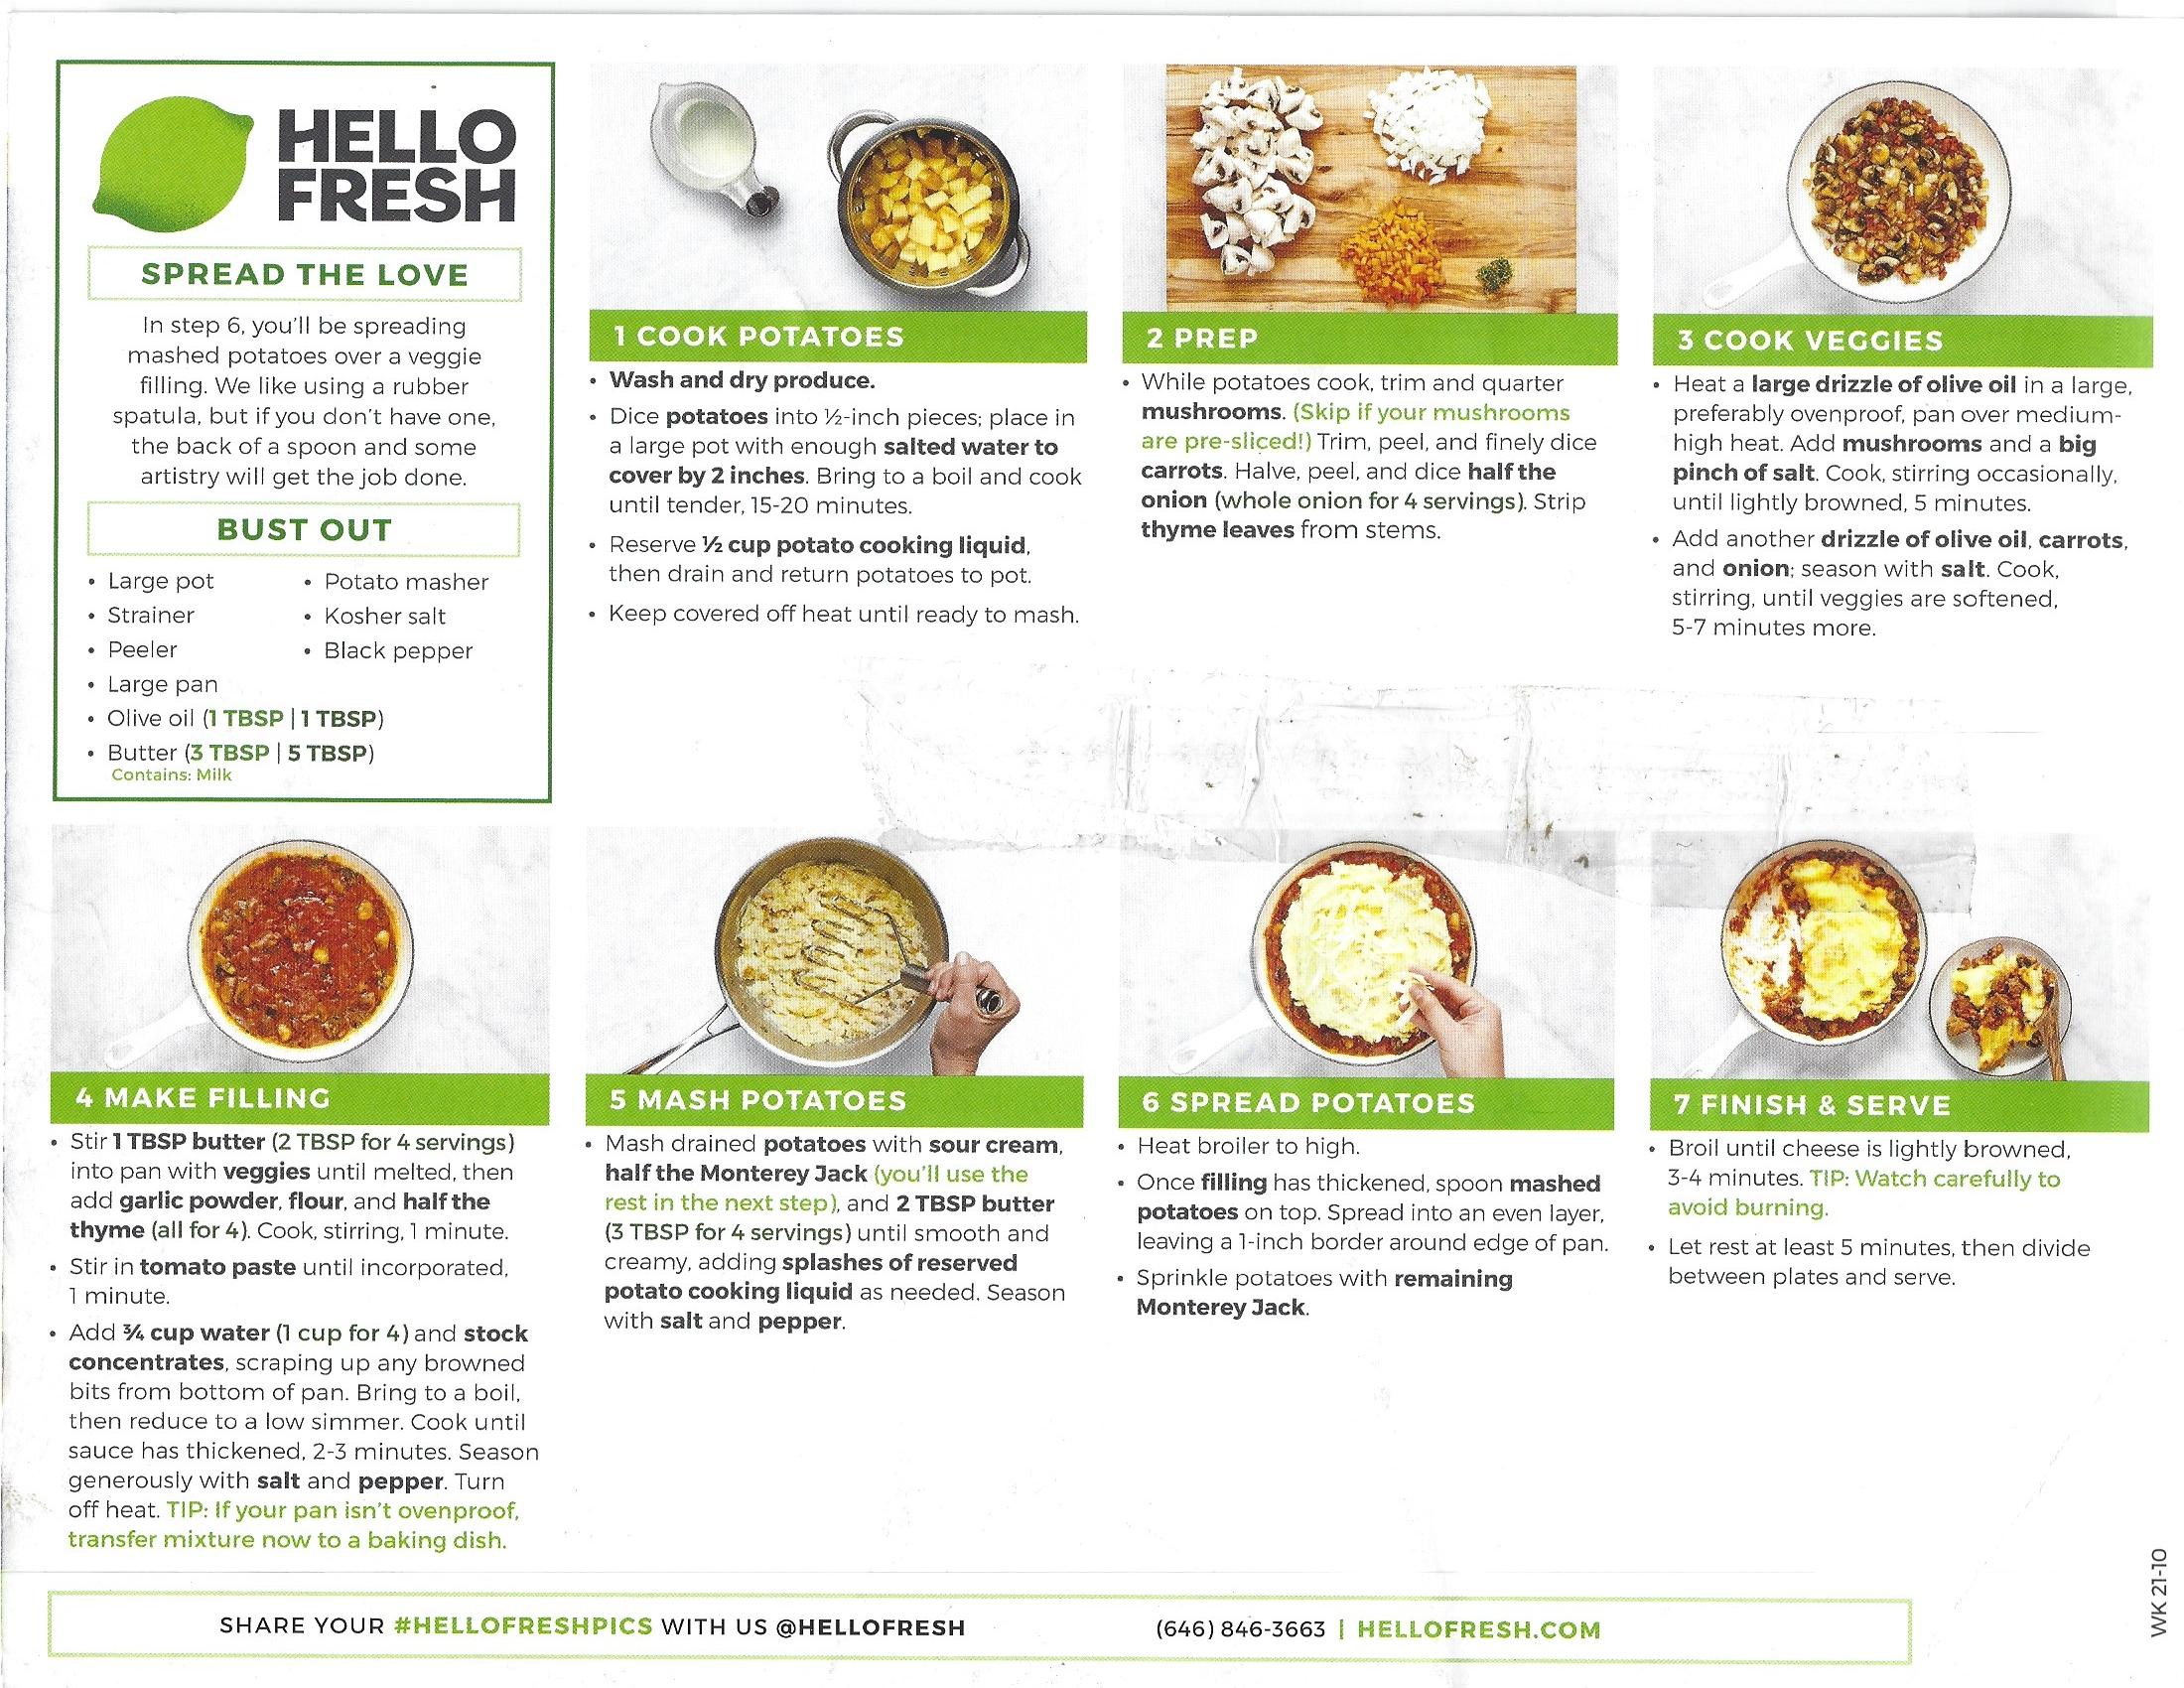 HELLO
FRESH
SPREAD THE LOVE
In step 6, you'll be spreading
mashed potatoes over a veggie
filling. We like using a rubber
spatula, but if you don't have one,
the back of a spoon and some
artistry will get the job done.
BUST OUT
• Large pot
• Strainer
• Peeler
• Large pan
• Potato masher
• Kosher salt
• Black pepper
• Olive oil (1 TBSP | 1 TBSP)
• Butter (3 TBSP | 5 TBSP)
Contains: Milk
1 COOK POTATOES
• Wash and dry produce.
• Dice potatoes into ½-inch pieces; place in
a large pot with enough salted water to
cover by 2 inches. Bring to a boil and cook
until tender, 15-20 minutes.
• Reserve ½ cup potato cooking liquid,
then drain and return potatoes to pot.
• Keep covered off heat until ready to mash.
2 PREP
• While potatoes cook, trim and quarter
mushrooms. (Skip if your mushrooms
are pre-sliced!) Trim, peel, and finely dice
carrots. Halve, peel, and dice half the
onion (whole onion for 4 servings). Strip
thyme leaves from stems.
3 COOK VEGGIES
• Heat a large drizzle of olive oil in a large,
preferably ovenproof, pan over medium-
high heat. Add mushrooms and a big
pinch of salt. Cook, stirring occasionally,
until lightly browned, 5 minutes.
• Add another drizzle of olive oil, carrots,
and onion; season with salt. Cook,
stirring, until veggies are softened,
5-7 minutes more.
4 MAKE FILLING
• Stir 1 TBSP butter (2 TBSP for 4 servings)
into pan with veggies until melted, then
add garlic powder, flour, and half the
thyme (all for 4). Cook, stirring, 1 minute.
• Stir in tomato paste until incorporated,
1 minute.
• Add ¾ cup water (1 cup for 4) and stock
concentrates, scraping up any browned
bits from bottom of pan. Bring to a boil,
then reduce to a low simmer. Cook until
sauce has thickened, 2-3 minutes. Season
generously with salt and pepper. Turn
off heat. TIP: If your pan isn't ovenproof,
transfer mixture now to a baking dish.
5 MASH POTATOES
• Mash drained potatoes with sour cream,
half the Monterey Jack (you'll use the
rest in the next step), and 2 TBSP butter
(3 TBSP for 4 servings) until smooth and
creamy, adding splashes of reserved
potato cooking liquid as needed. Season
with salt and pepper.
6 SPREAD POTATOES
• Heat broiler to high.
• Once filling has thickened, spoon mashed
potatoes on top. Spread into an even layer,
leaving a 1-inch border around edge of pan.
• Sprinkle potatoes with remaining
Monterey Jack.
7 FINISH & SERVE
• Broil until cheese is lightly browned,
3-4 minutes. TIP: Watch carefully to
avoid burning.
• Let rest at least 5 minutes, then divide
between plates and serve.
SHARE YOUR #HELLOFRESHPICS WITH US @HELLOFRESH
(646) 846-3663 | HELLOFRESH.COM
WK 21-10